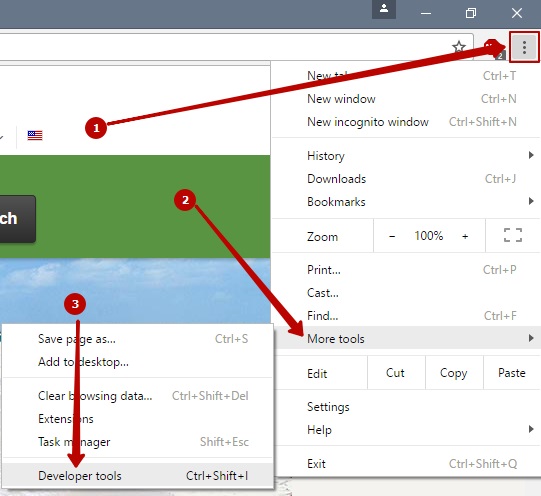 2
1
New tab Ctrl+T
New window Ctrl+N
New incognito window Ctrl+Shift+N
History
2
Downloads Ctrl+J
Bookmarks
ch
Zoom − 100% +
Print... Ctrl+P
Cast...
3
Find... Ctrl+F
More tools
Save page as... Ctrl+S
Add to desktop...
Edit Cut Copy Paste
Clear browsing data... Ctrl+Shift+Del
Settings
Extensions
Help
Task manager Shift+Esc
Exit Ctrl+Shift+Q
Developer tools Ctrl+Shift+I